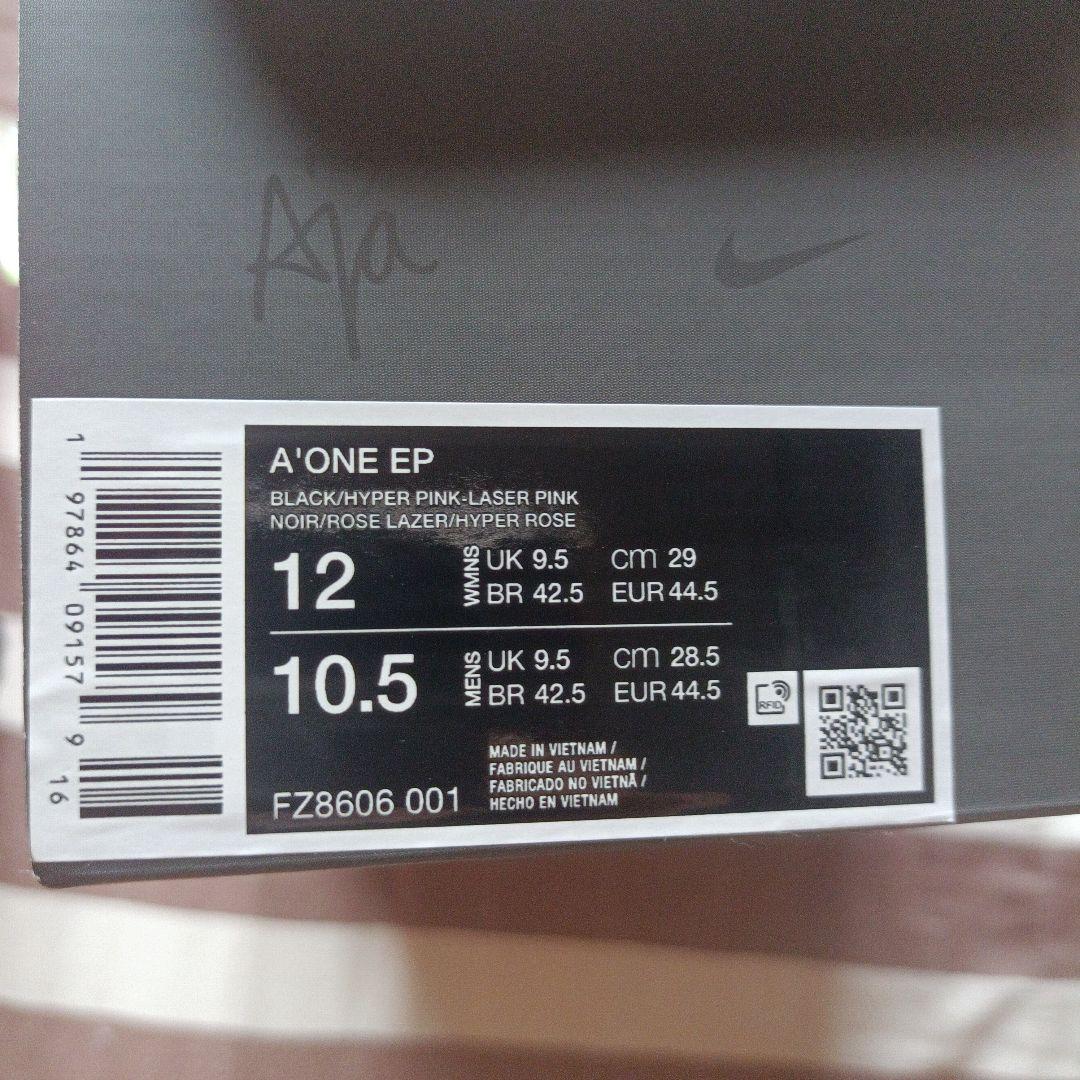 Aja
A'ONE EP
BLACK/HYPER PINK-LASER PINK
NOIR/ROSE LAZER/HYPER ROSE
12
WMNS
UK 9.5 cm 29
BR 42.5 EUR 44.5
10.5
MENS
UK 9.5 cm 28.5
BR 42.5 EUR 44.5
RFID
MADE IN VIETNAM /
FABRIQUE AU VIETNAM /
FABRICADO NO VIETNÃ /
HECHO EN VIETNAM
FZ8606 001
1 97864 09157 9 16